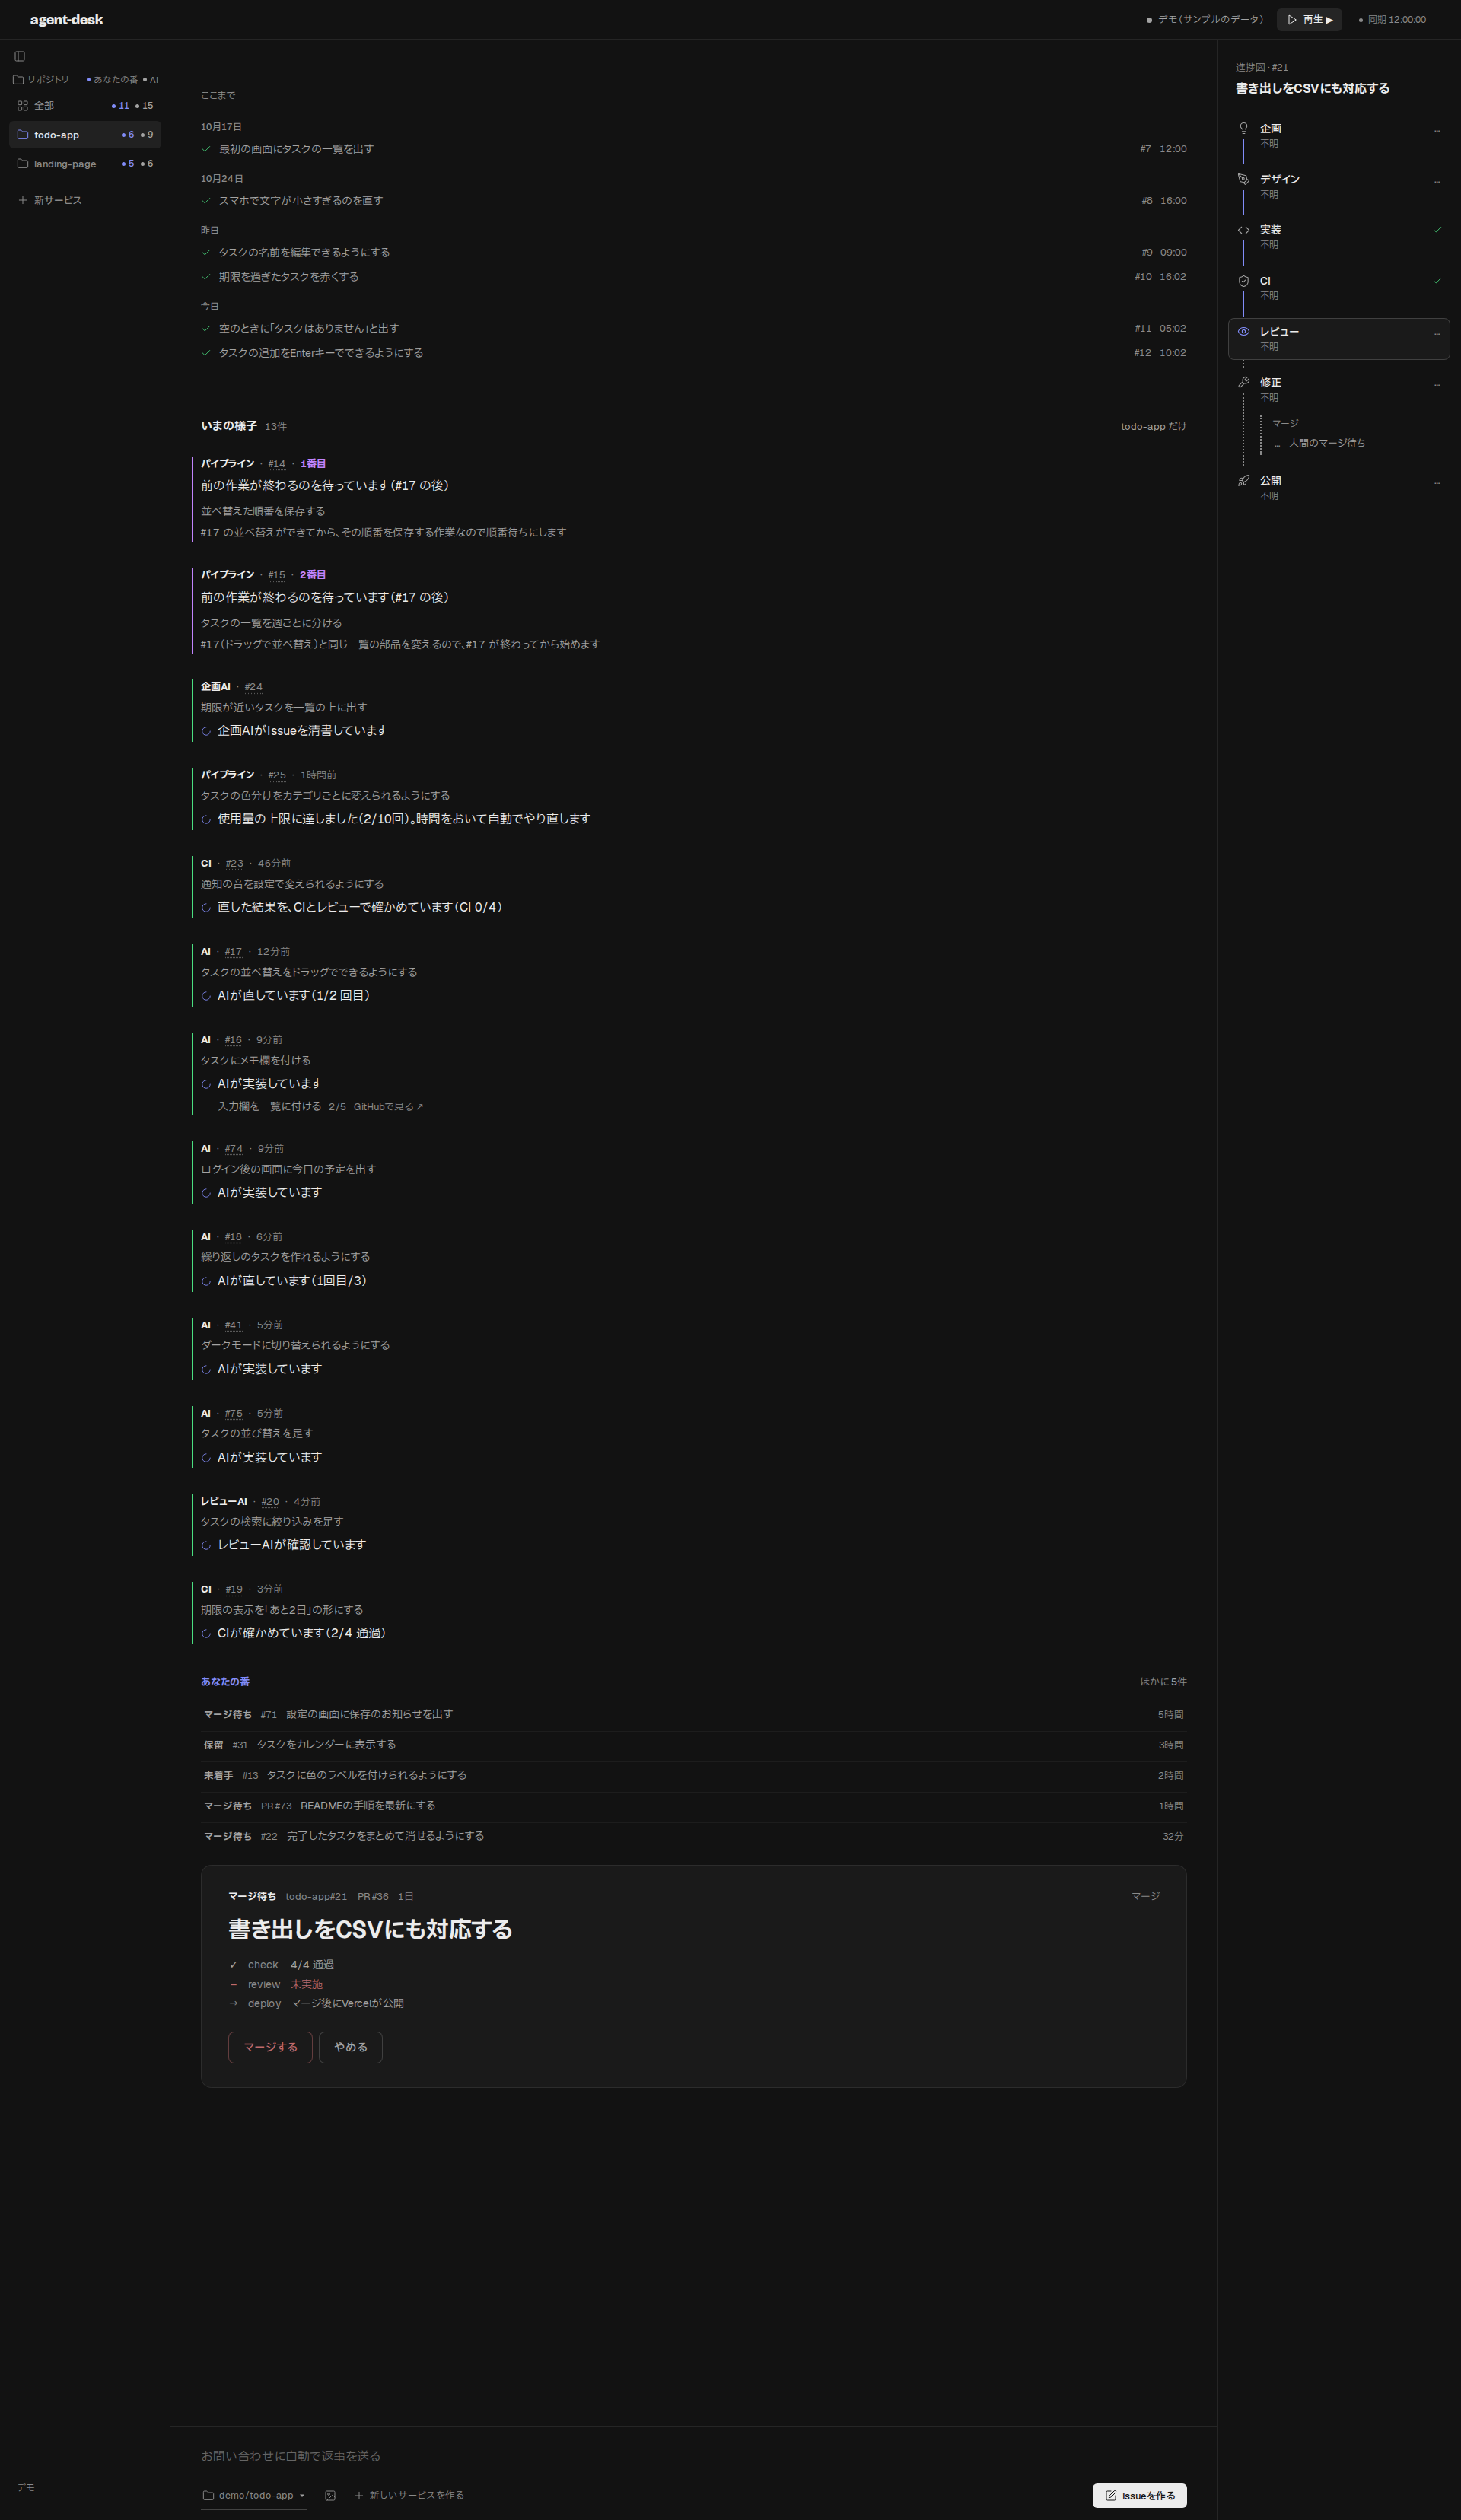 agent-desk
デモ(サンプルのデータ)
再生 ▶
同期 12:00:00
リポジトリ
あなたの番
AI
全部
11
15
todo-app
6
9
landing-page
5
6
新サービス
デモ
ここまで
10月17日
最初の画面にタスクの一覧を出す #7 12:00
10月24日
スマホで文字が小さすぎるのを直す #8 16:00
昨日
タスクの名前を編集できるようにする #9 09:00
期限を過ぎたタスクを赤くする #10 16:02
今日
空のときに「タスクはありません」と出す #11 05:02
タスクの追加をEnterキーでできるようにする #12 10:02
いまの様子 13件 todo-app だけ
パイプライン · #14 · 1番目
前の作業が終わるのを待っています(#17 の後)
並べ替えた順番を保存する
#17 の並べ替えができてから、その順番を保存する作業なので順番待ちにします
パイプライン · #15 · 2番目
前の作業が終わるのを待っています(#17 の後)
タスクの一覧を週ごとに分ける
#17(ドラッグで並べ替え)と同じ一覧の部品を変えるので、#17 が終わってから始めます
企画AI · #24
期限が近いタスクを一覧の上に出す
企画AIがIssueを清書しています
パイプライン · #25 · 1時間前
タスクの色分けをカテゴリごとに変えられるようにする
使用量の上限に達しました(2/10回)。時間をおいて自動でやり直します
CI · #23 · 46分前
通知の音を設定で変えられるようにする
直した結果を、CIとレビューで確かめています(CI 0/4)
AI · #17 · 12分前
タスクの並べ替えをドラッグでできるようにする
AIが直しています(1/2 回目)
AI · #16 · 9分前
タスクにメモ欄を付ける
AIが実装しています
入力欄を一覧に付ける 2/5 GitHubで見る ↗
AI · #74 · 9分前
ログイン後の画面に今日の予定を出す
AIが実装しています
AI · #18 · 6分前
繰り返しのタスクを作れるようにする
AIが直しています(1回目/3)
AI · #41 · 5分前
ダークモードに切り替えられるようにする
AIが実装しています
AI · #75 · 5分前
タスクの並び替えを足す
AIが実装しています
レビューAI · #20 · 4分前
タスクの検索に絞り込みを足す
レビューAIが確認しています
CI · #19 · 3分前
期限の表示を「あと2日」の形にする
CIが確かめています(2/4 通過)
あなたの番 ほかに5件
マージ待ち #71 設定の画面に保存のお知らせを出す 5時間
保留 #31 タスクをカレンダーに表示する 3時間
未着手 #13 タスクに色のラベルを付けられるようにする 2時間
マージ待ち PR#73 READMEの手順を最新にする 1時間
マージ待ち #22 完了したタスクをまとめて消せるようにする 32分
マージ待ち todo-app#21 PR#36 1日 マージ
書き出しをCSVにも対応する
✓ check 4/4 通過
– review 未実施
→ deploy マージ後にVercelが公開
マージする
やめる
お問い合わせに自動で返事を送る
demo/todo-app
新しいサービスを作る
Issueを作る
進捗図 · #21
書き出しをCSVにも対応する
企画
不明
デザイン
不明
実装
不明
CI
不明
レビュー
不明
修正
不明
マージ
人間のマージ待ち
公開
不明